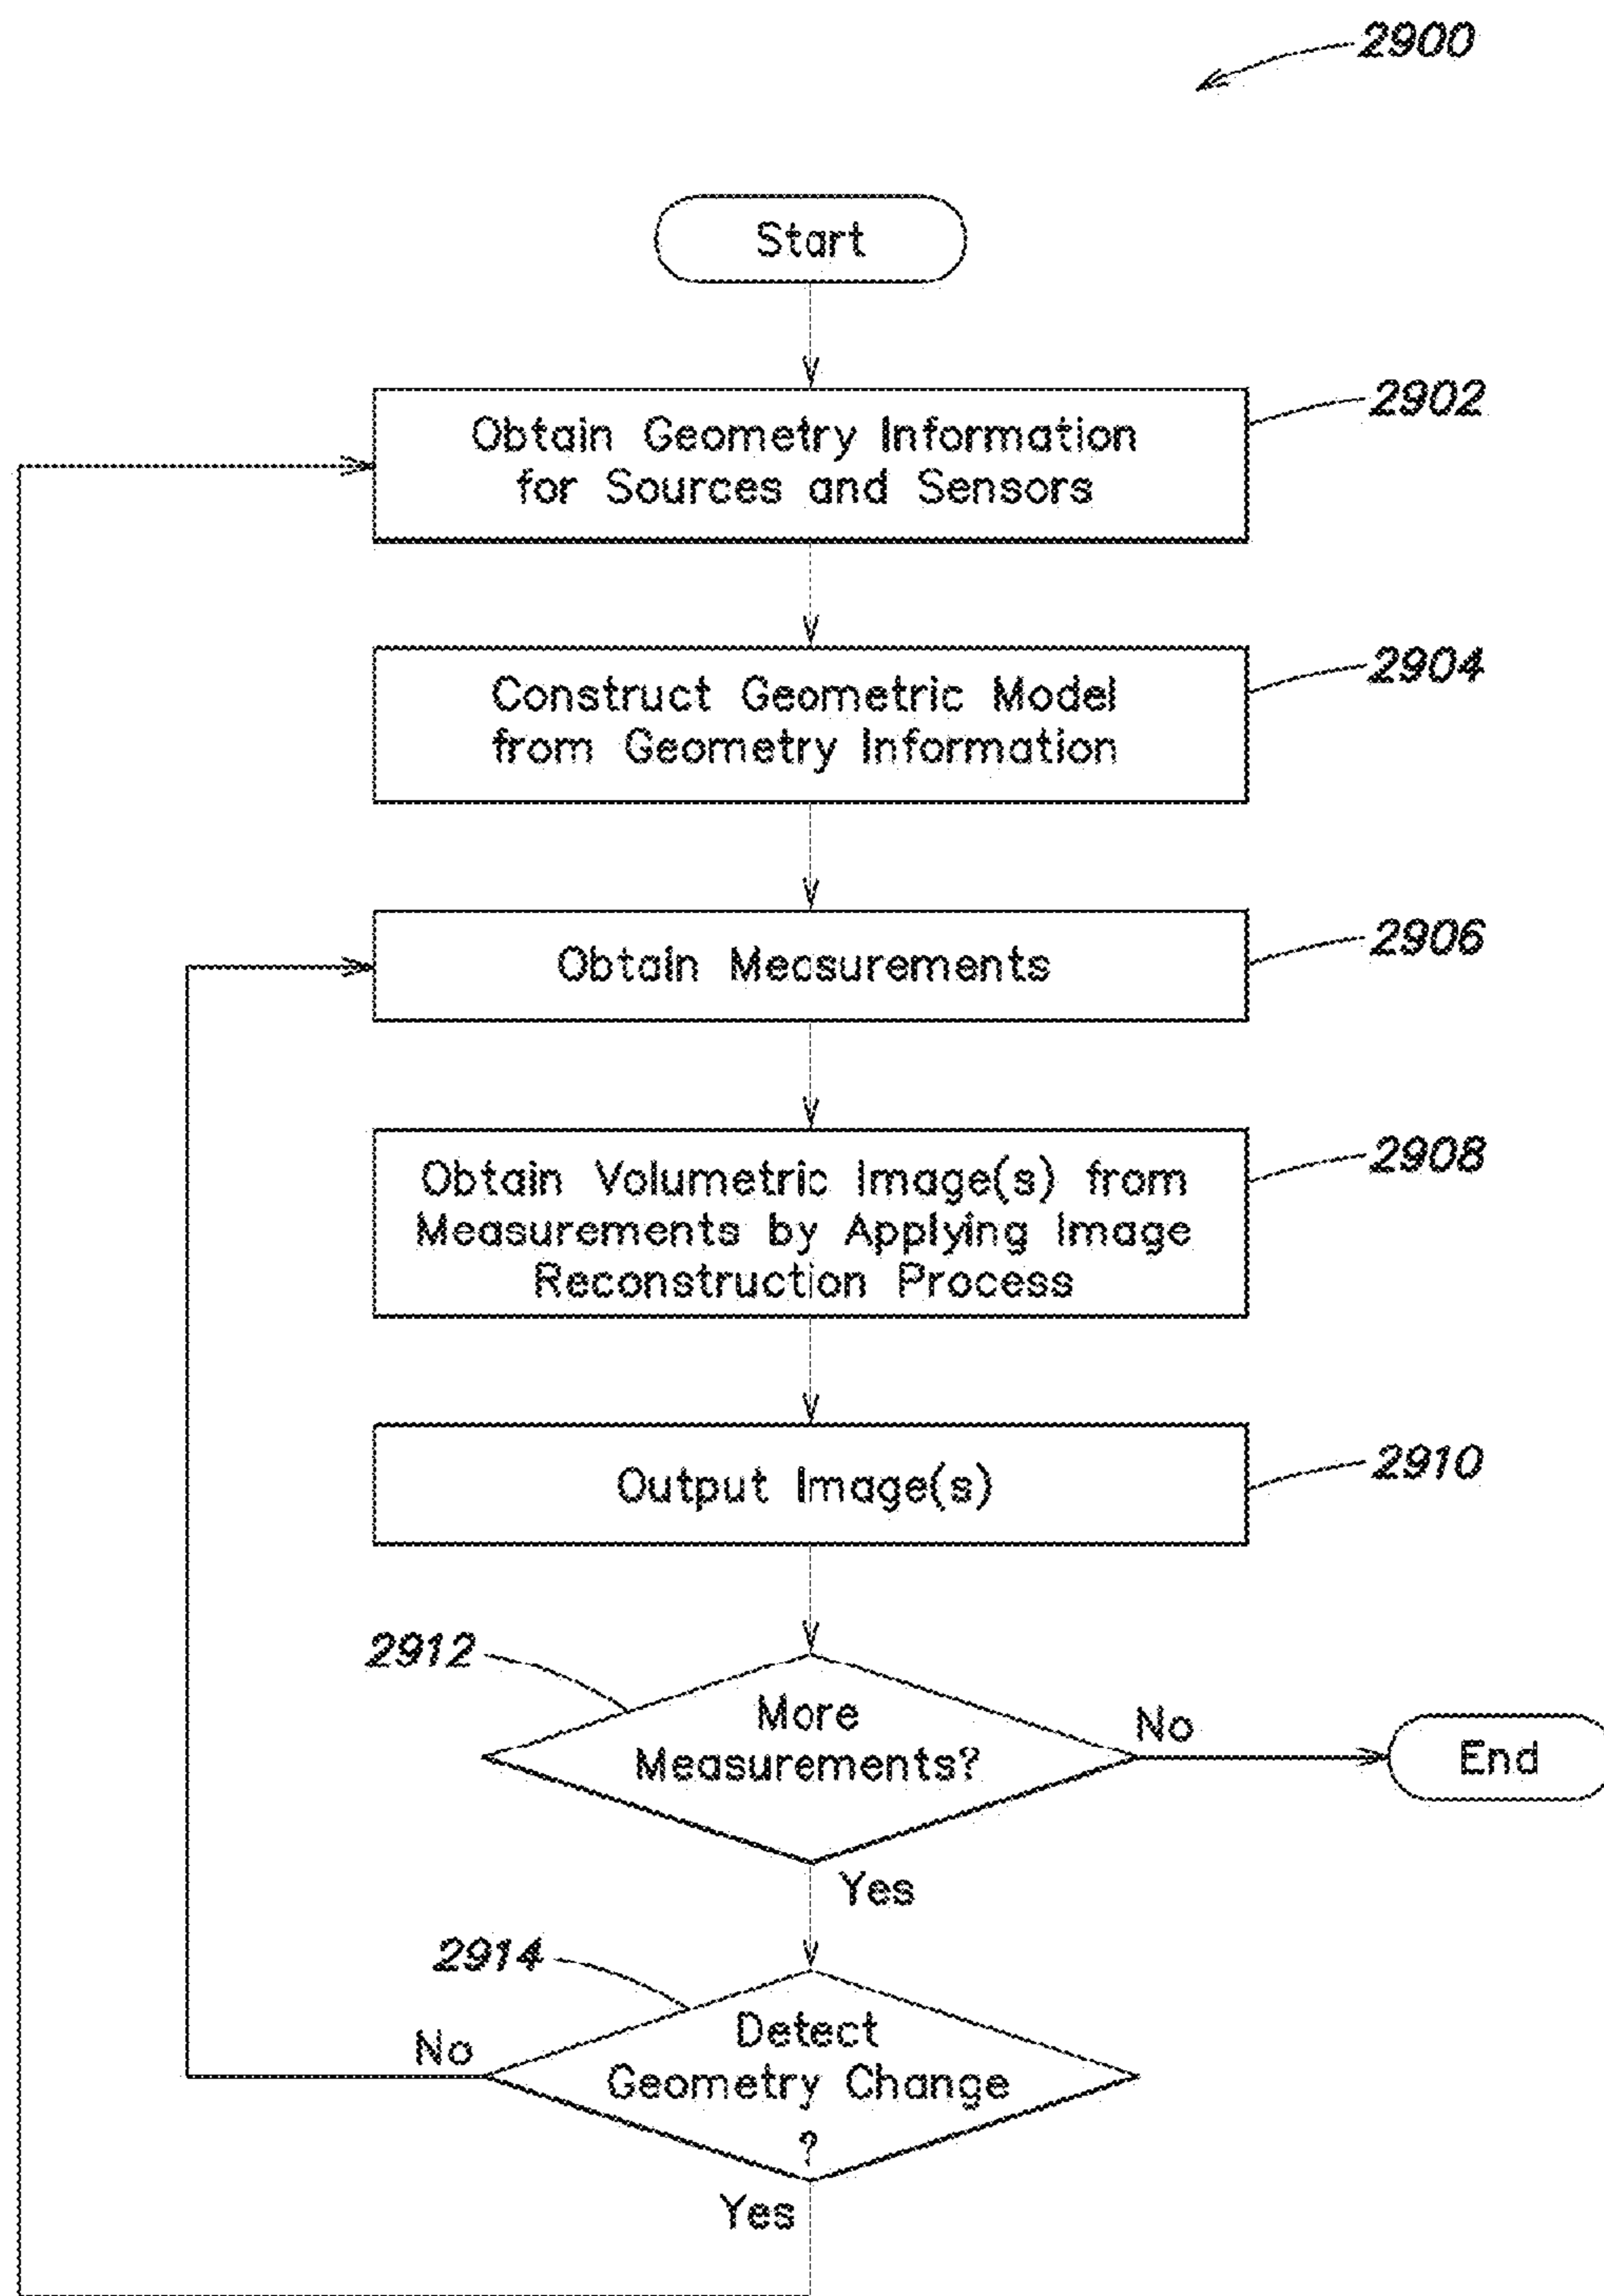 2900
Start
Obtain Geometry Information
for Sources and Sensors
2902
Construct Geometric Model
from Geometry Information
2904
Obtain Measurements
2906
Obtain Volumetric Image(s) from
Measurements by Applying Image
Reconstruction Process
2908
Output Image(s)
2910
2912
More
Measurements?
No
End
Yes
2914
Detect
Geometry Change
?
No
Yes